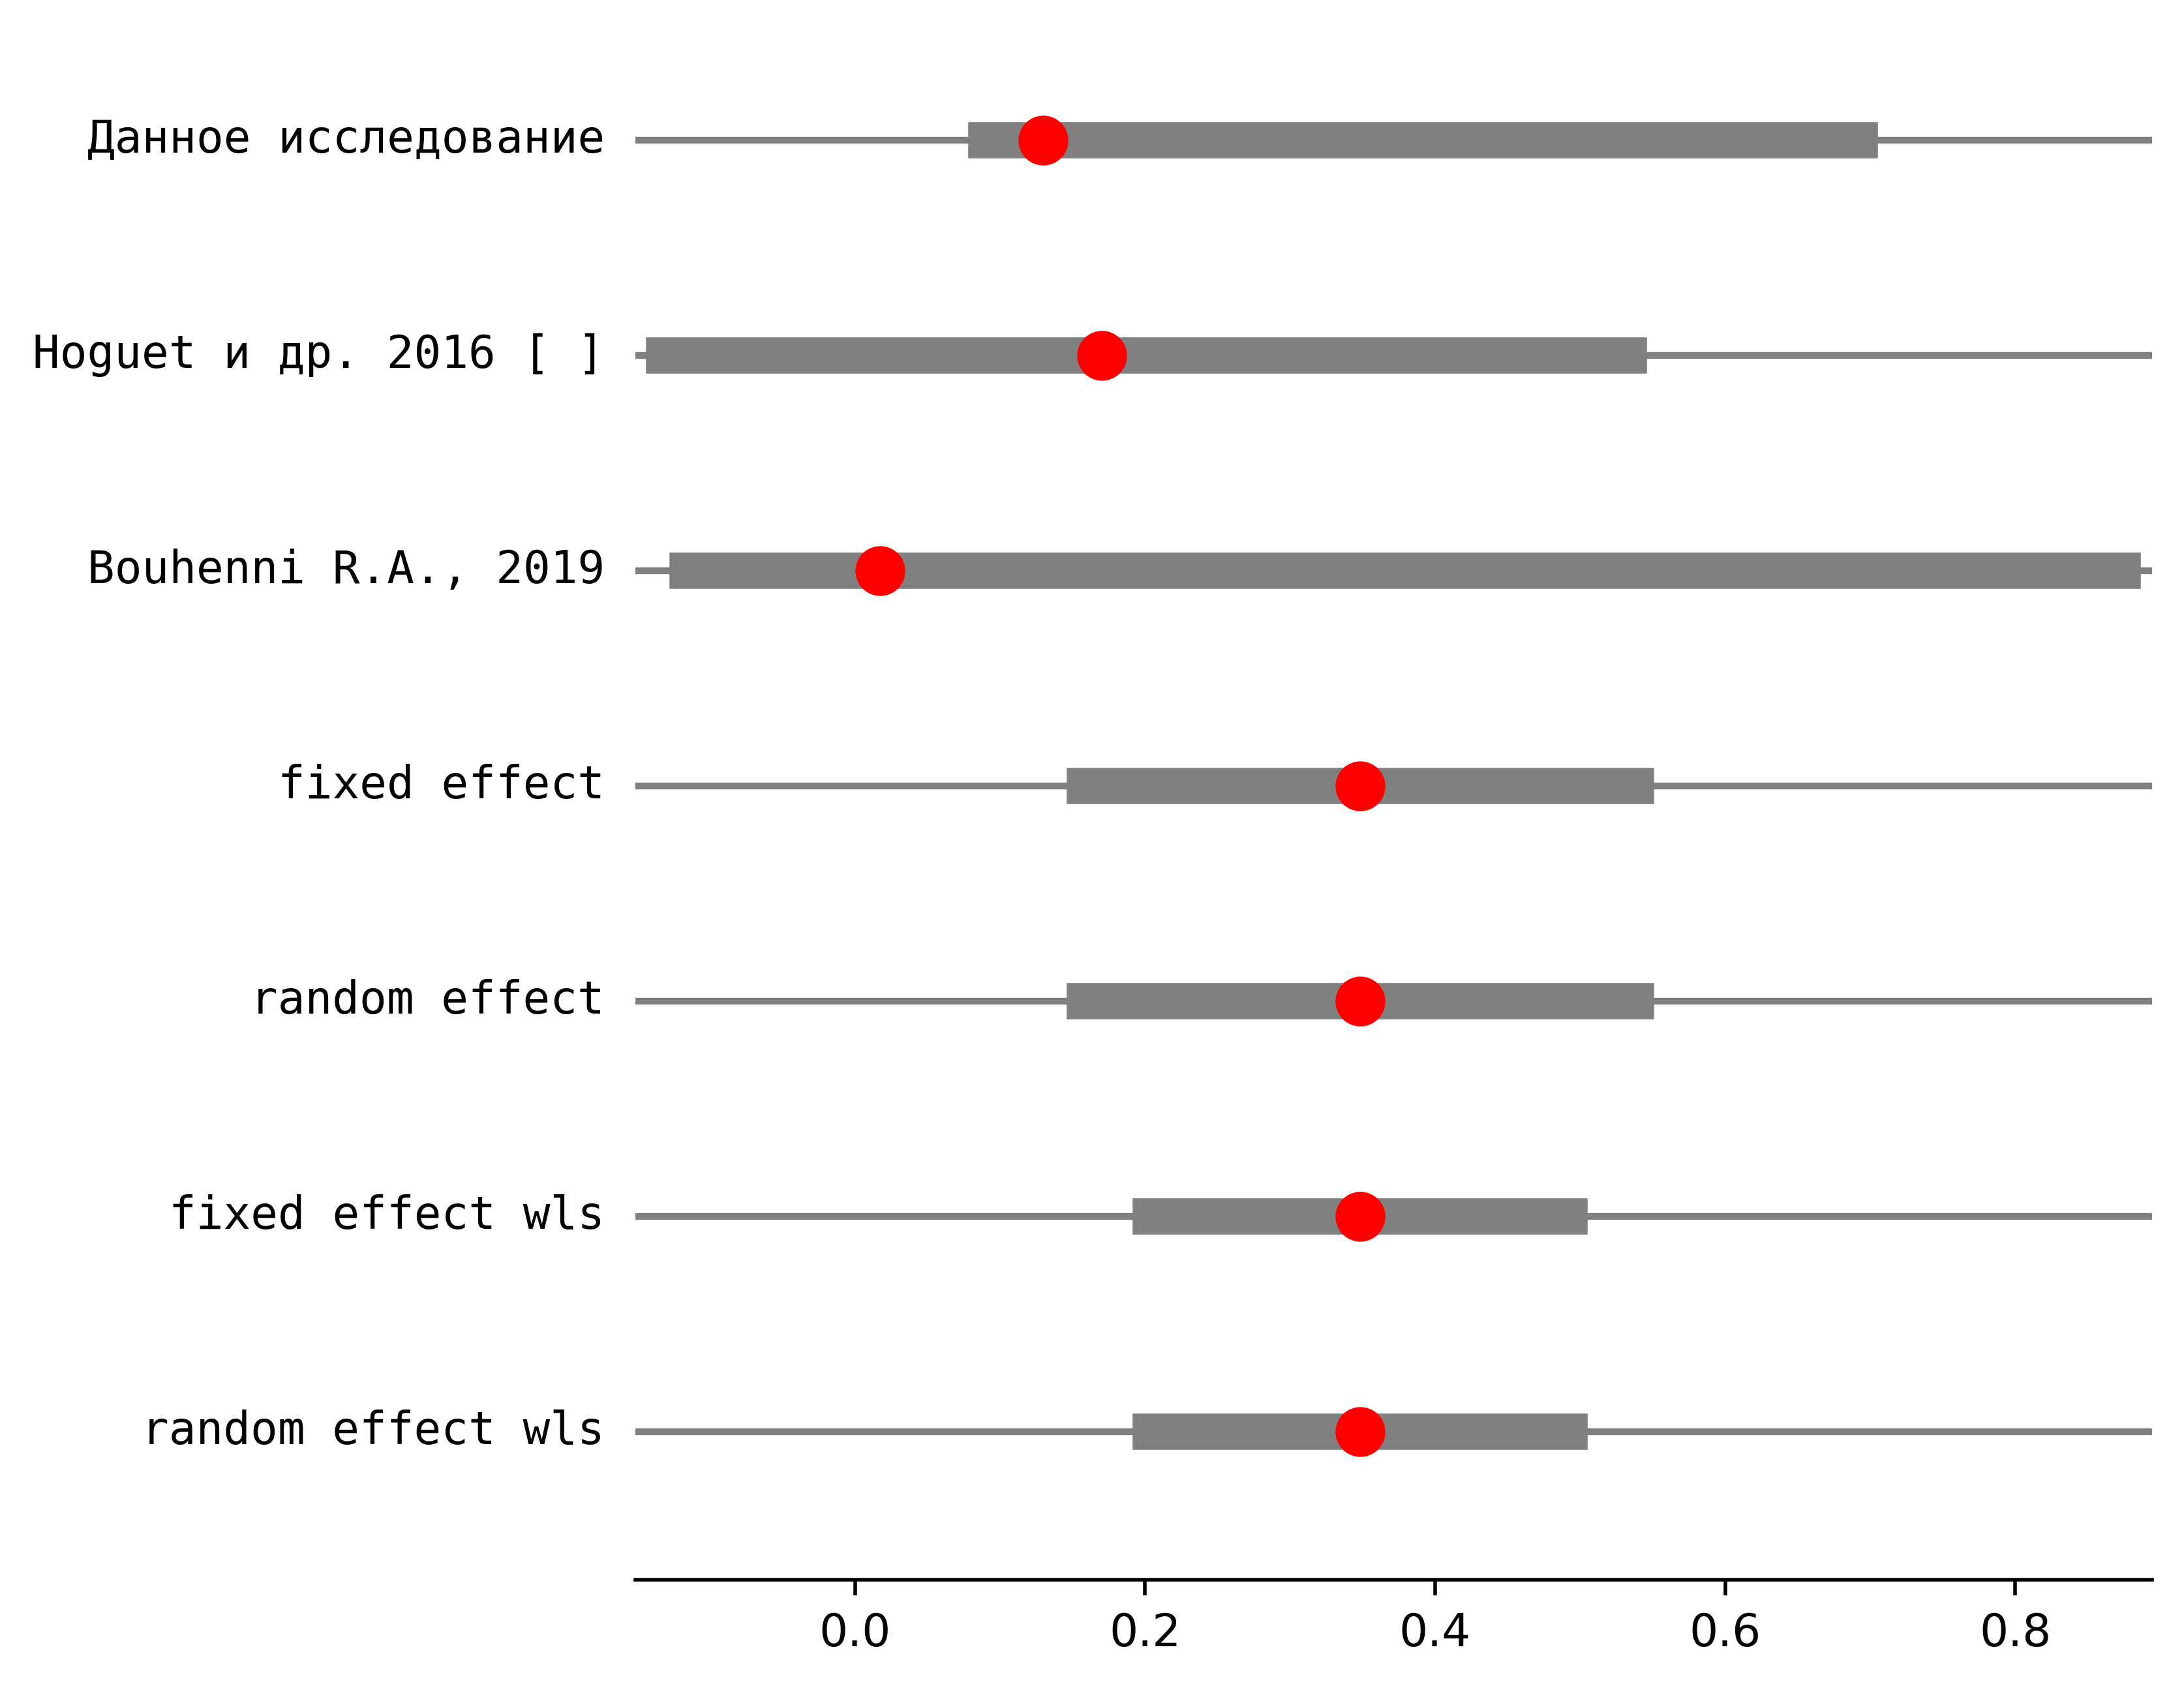 Данное исследование
Hoguet и др. 2016 [ ]
Bouhenni R.A., 2019
fixed effect
random effect
fixed effect wls
random effect wls
0.0 0.2 0.4 0.6 0.8